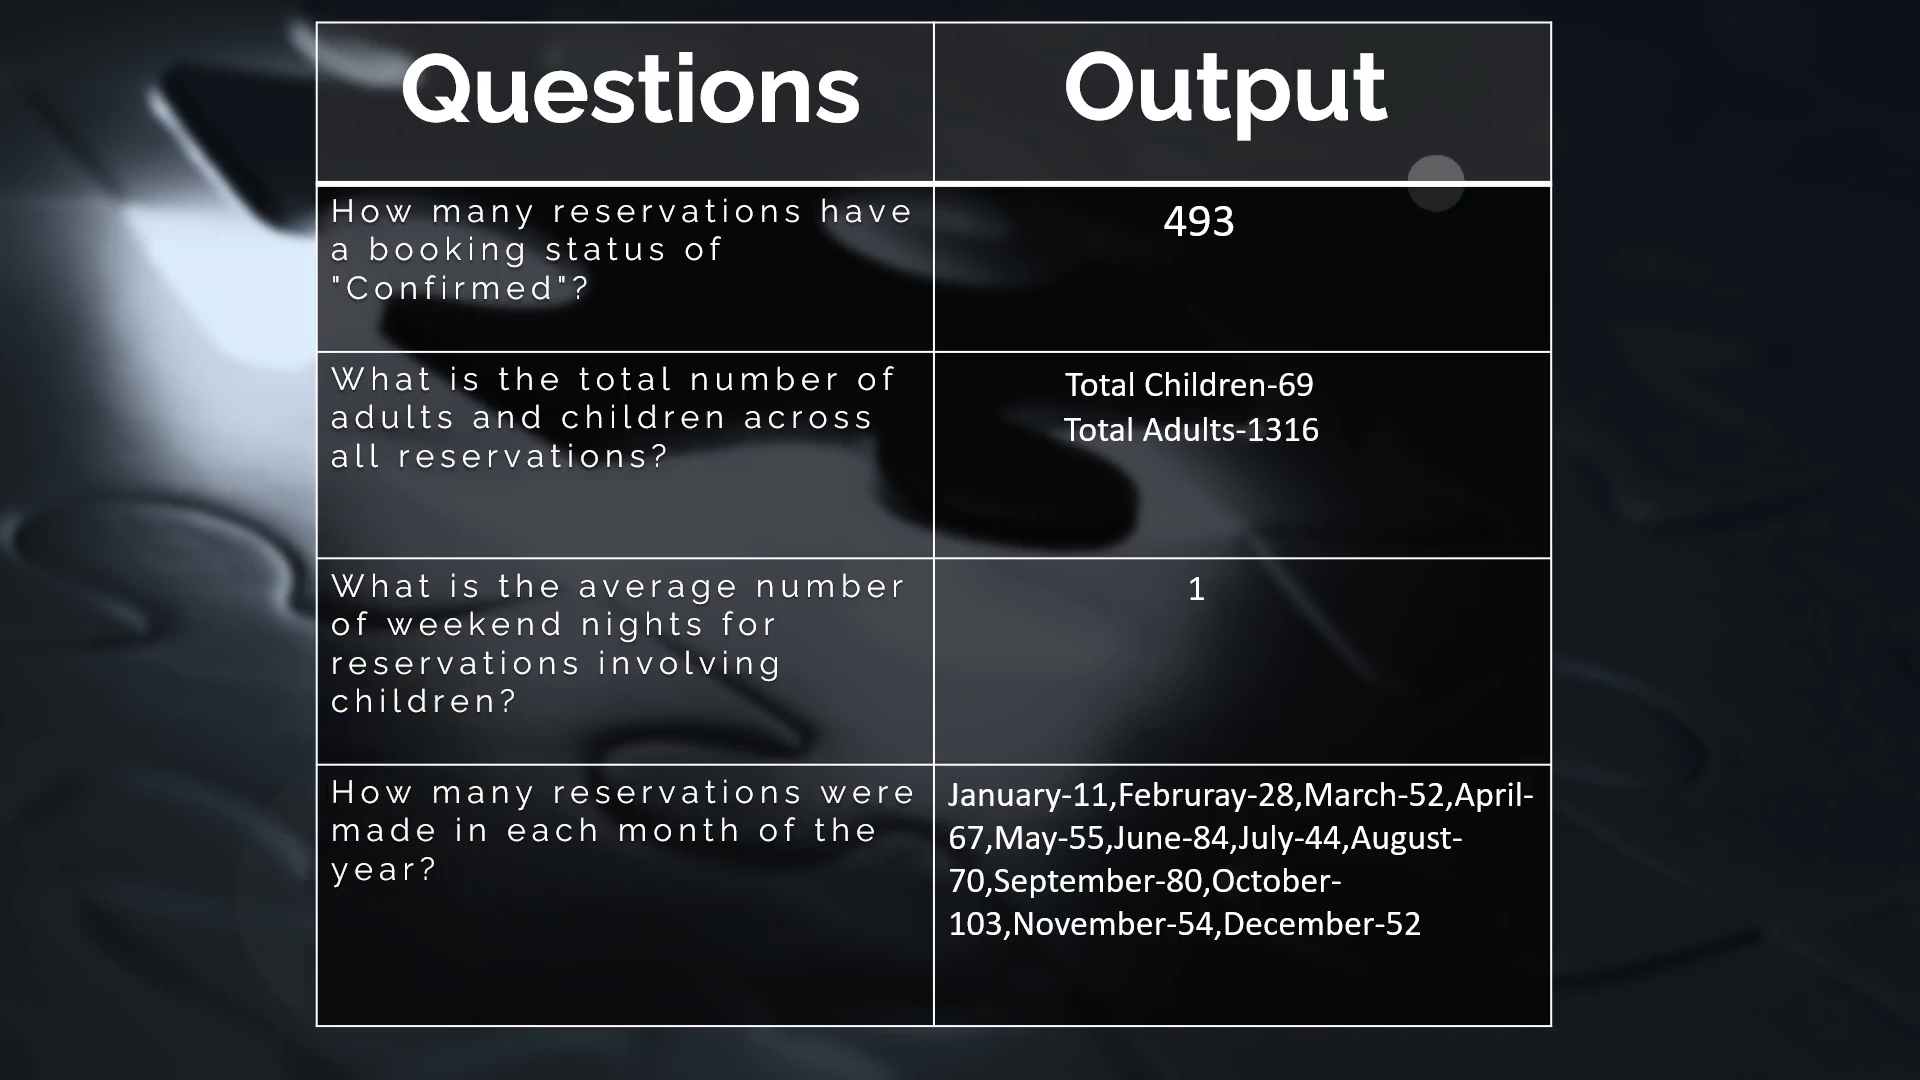 Questions
Output
How many reservations have
a booking status of
"Confirmed"?
493
What is the total number of
adults and children across
all reservations?
Total Children-69
Total Adults-1316
What is the average number
of weekend nights for
reservations involving
children?
1
How many reservations were
made in each month of the
year?
January-11,Februray-28,March-52,April-
67,May-55,June-84,July-44,August-
70,September-80,October-
103,November-54,December-52